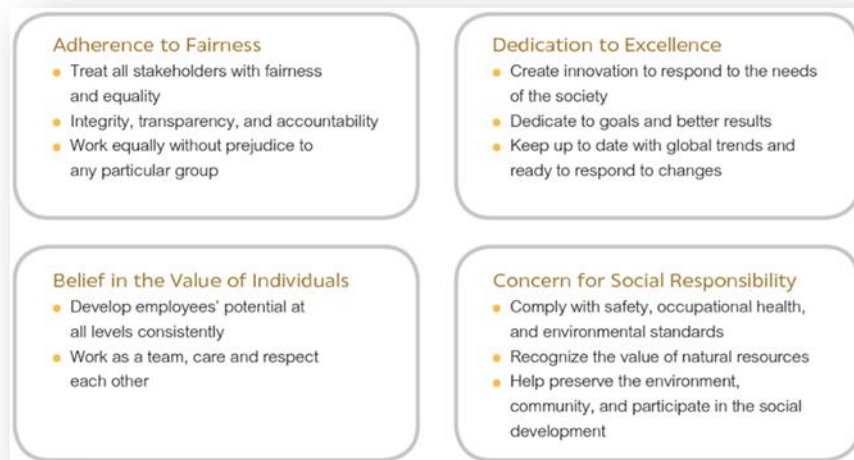 Adherence to Fairness
• Treat all stakeholders with fairness
and equality
• Integrity, transparency, and accountability
• Work equally without prejudice to
any particular group
Dedication to Excellence
• Create innovation to respond to the needs
of the society
• Dedicate to goals and better results
• Keep up to date with global trends and
ready to respond to changes
Belief in the Value of Individuals
• Develop employees' potential at
all levels consistently
• Work as a team, care and respect
each other
Concern for Social Responsibility
• Comply with safety, occupational health,
and environmental standards
• Recognize the value of natural resources
• Help preserve the environment,
community, and participate in the social
development